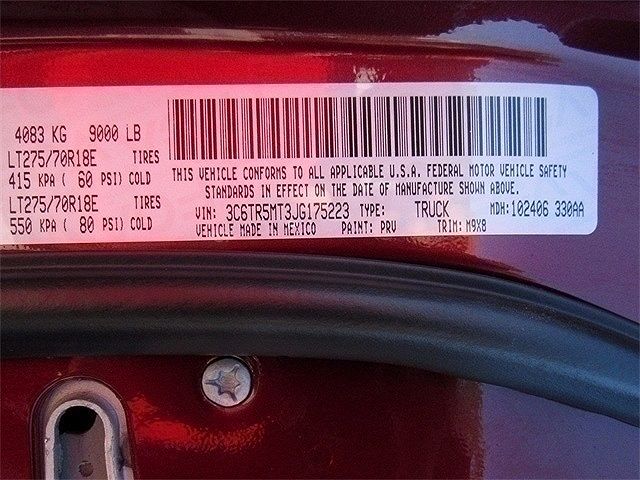 4083 KG 9000 LB
LT275/70R18E TIRES
415 KPA ( 60 PSI) COLD
LT275/70R18E TIRES
550 KPA ( 80 PSI) COLD
THIS VEHICLE CONFORMS TO ALL APPLICABLE U.S.A. FEDERAL MOTOR VEHICLE SAFETY
STANDARDS IN EFFECT ON THE DATE OF MANUFACTURE SHOWN ABOVE.
VIN: 3C6TR5MT3JG175223 TYPE: TRUCK MDH:102406 330AA
VEHICLE MADE IN MEXICO PAINT: PRV TRIM: M9X8